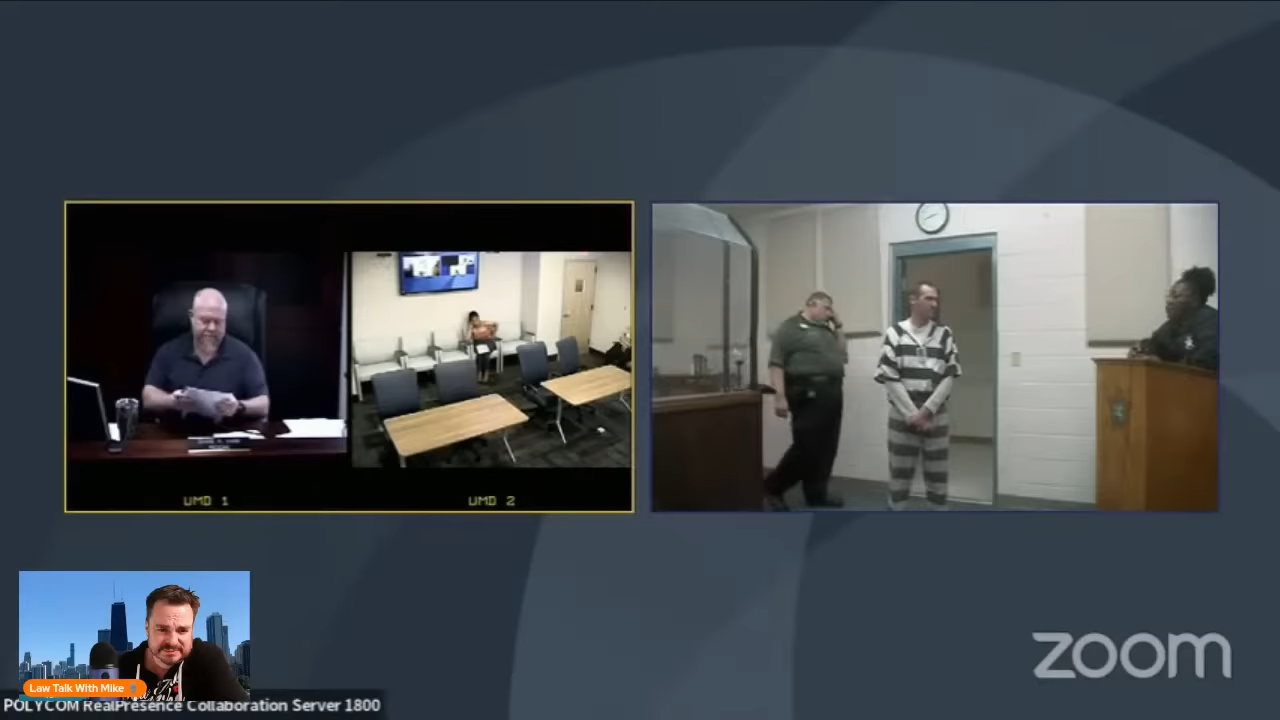 UMD 1
UMD 2
zoom
Law Talk With Mike
POLYCOM RealPresence Collaboration Server 1800